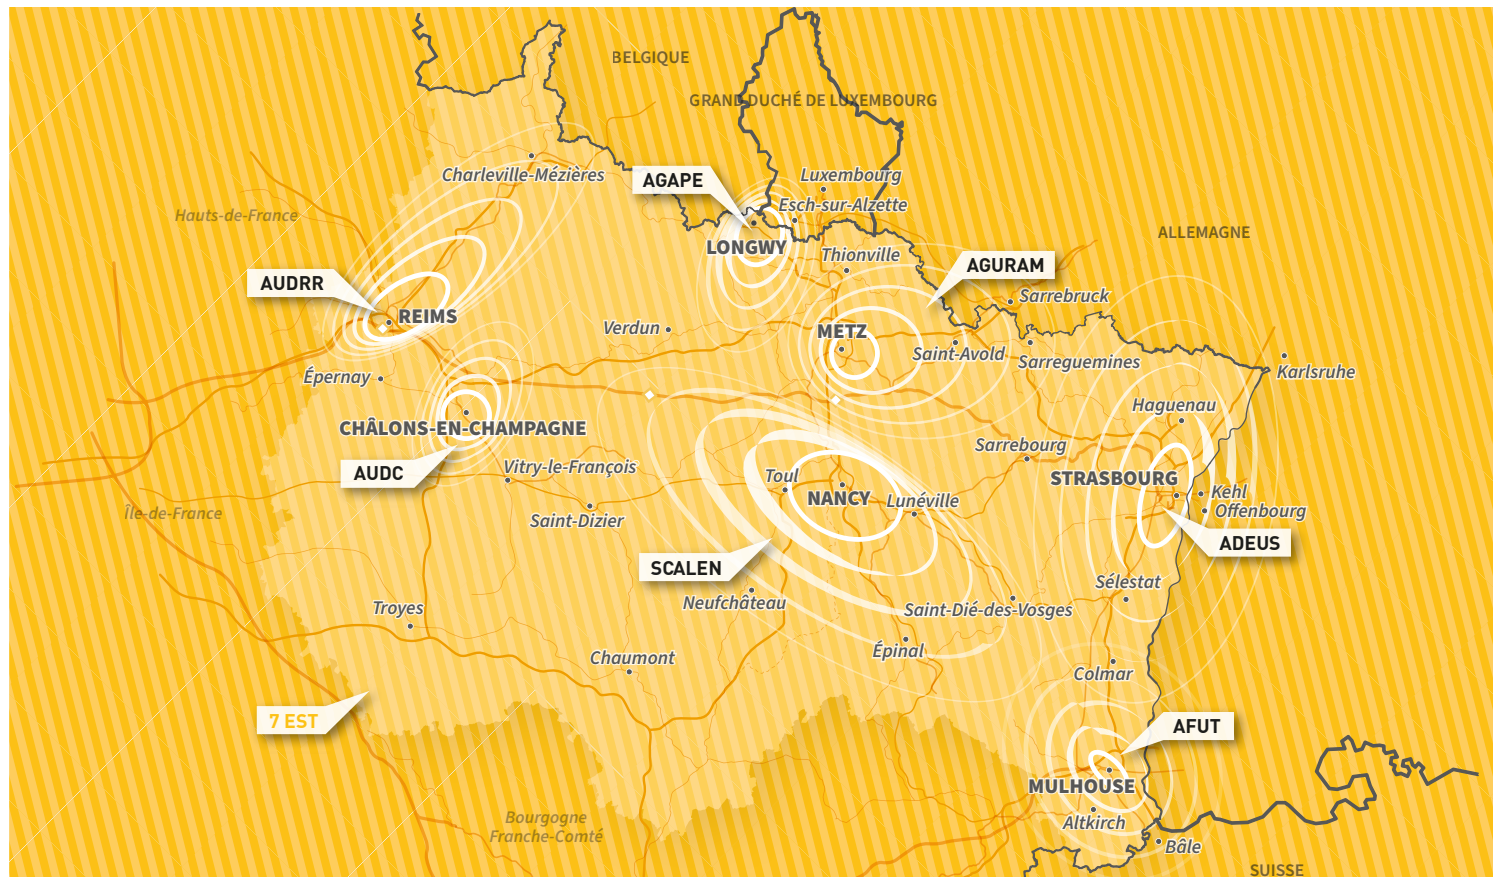 BELGIQUE
GRAND DUCHÉ DE LUXEMBOURG
Charleville-Mézières
AGAPE
Luxembourg
Esch-sur-Alzette
Hauts-de-France
LONGWY
ALLEMAGNE
Thionville
AGURAM
AUDRR
Sarrebruck
REIMS
Verdun
METZ
Saint-Avold
Sarreguemines
Karlsruhe
Épernay
Haguenau
CHÂLONS-EN-CHAMPAGNE
Sarrebourg
AUDC
Vitry-le-François
Toul
STRASBOURG
NANCY
Lunéville
Kehl
Offenbourg
Île-de-France
Saint-Dizier
ADEUS
SCALEN
Sélestat
Neufchâteau
Saint-Dié-des-Vosges
Troyes
Épinal
Chaumont
Colmar
7 EST
AFUT
MULHOUSE
Bourgogne
Franche-Comté
Altkirch
Bâle
SUISSE